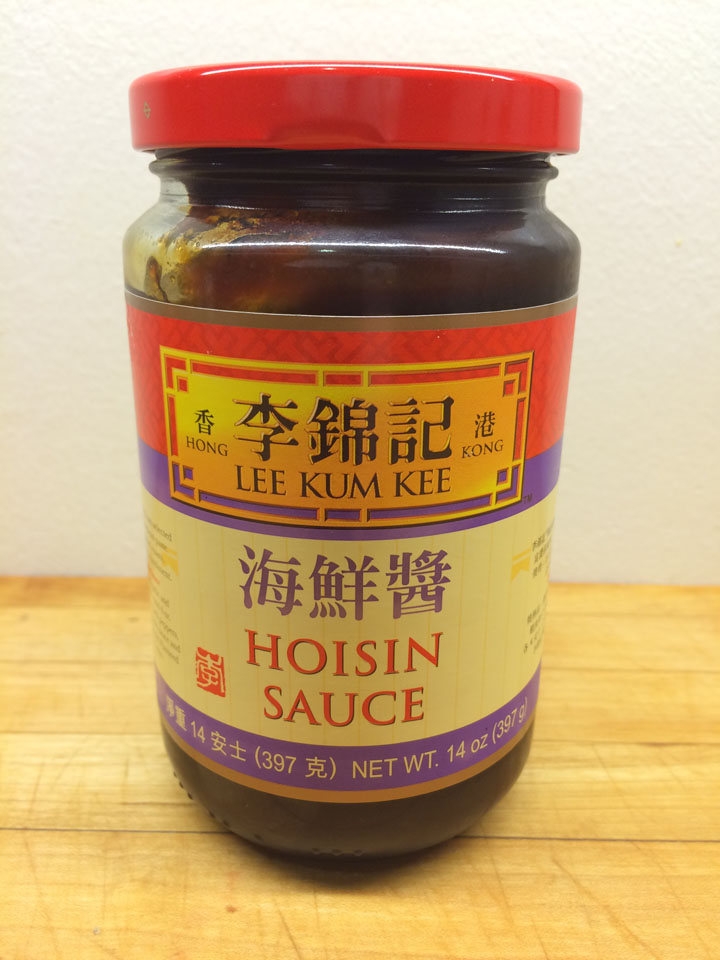 香 李錦記 港
HONG KONG
LEE KUM KEE
海鮮醬
HOISIN
SAUCE
李
淨重 14 安士 (397 克) NET WT. 14 oz (397 g)